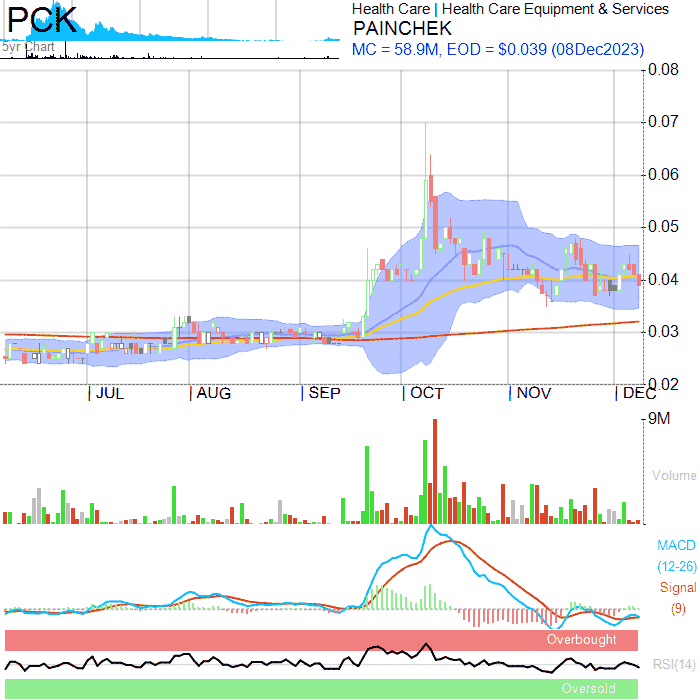 PCK
5yr Chart
Health Care | Health Care Equipment & Services
PAINCHEK
MC = 58.9M, EOD = $0.039 (08Dec2023)
0.08
0.07
0.06
0.05
0.04
0.03
0.02
JUL
AUG
SEP
OCT
NOV
DEC
9M
Volume
MACD
(12-26)
Signal
(9)
Overbought
RSI(14)
Oversold